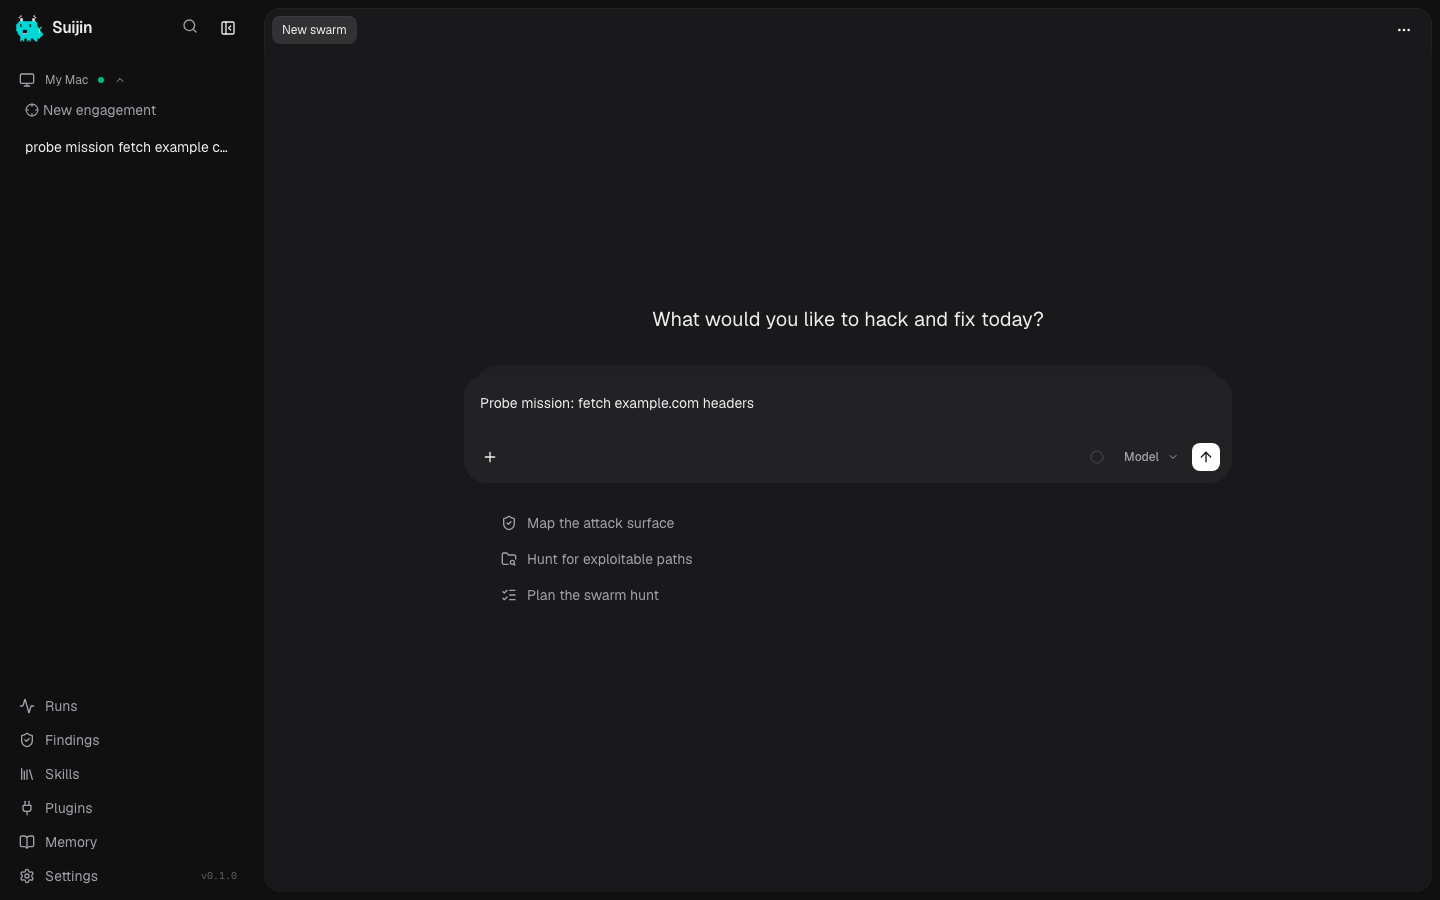 Suijin
New swarm
My Mac
New engagement
probe mission fetch example c…
What would you like to hack and fix today?
Probe mission: fetch example.com headers
Model
Map the attack surface
Hunt for exploitable paths
Plan the swarm hunt
Runs
Findings
Skills
Plugins
Memory
Settings
v0.1.0